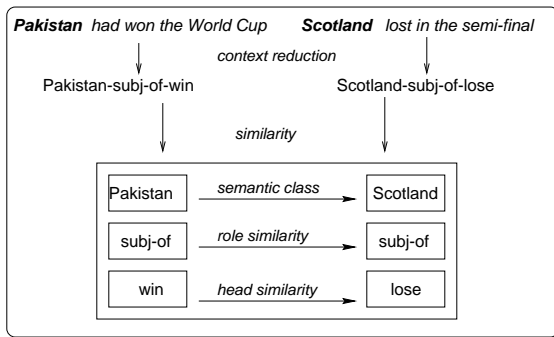 Pakistan had won the World Cup Scotland lost in the semi-final
context reduction
Pakistan-subj-of-win Scotland-subj-of-lose
similarity
Pakistan semantic class Scotland
subj-of role similarity subj-of
win head similarity lose